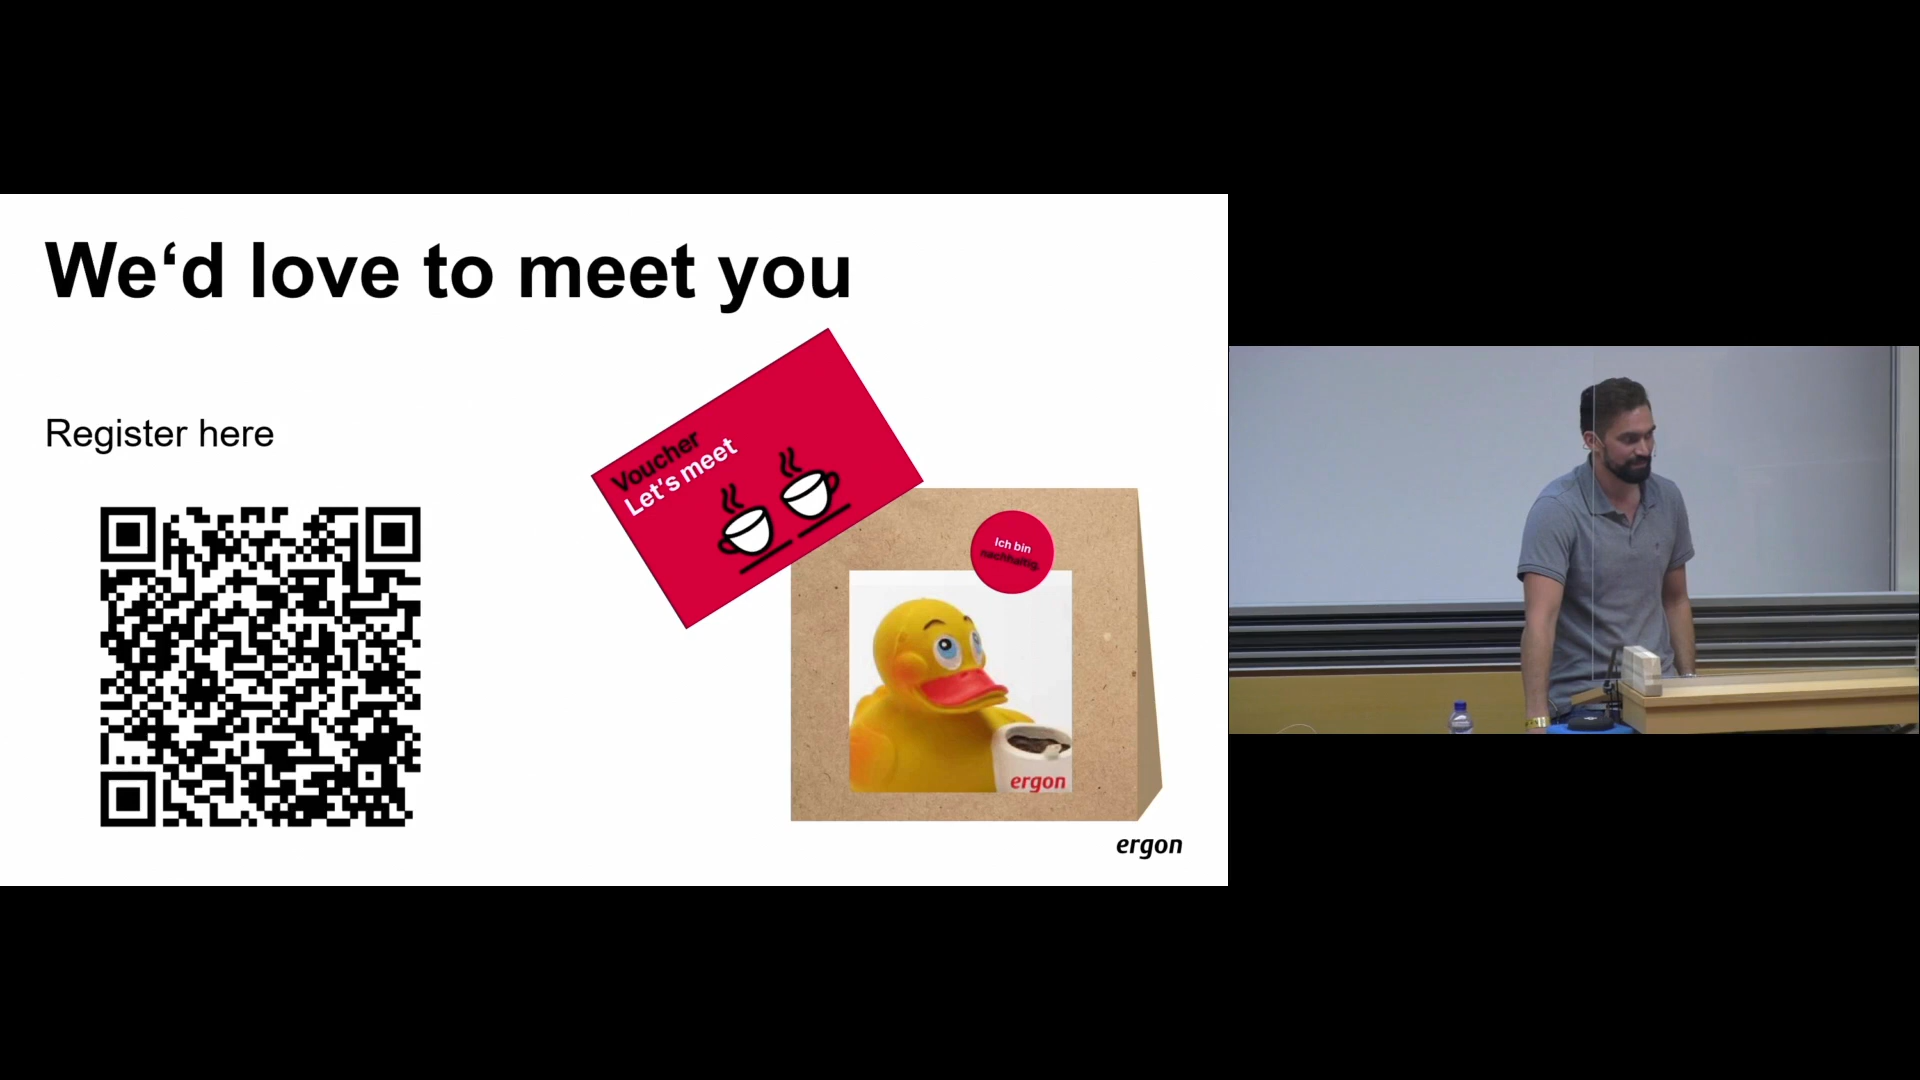 We‘d love to meet you
Register here
Voucher
Let's meet
Ich bin
nachhaltig.
ergon
ergon